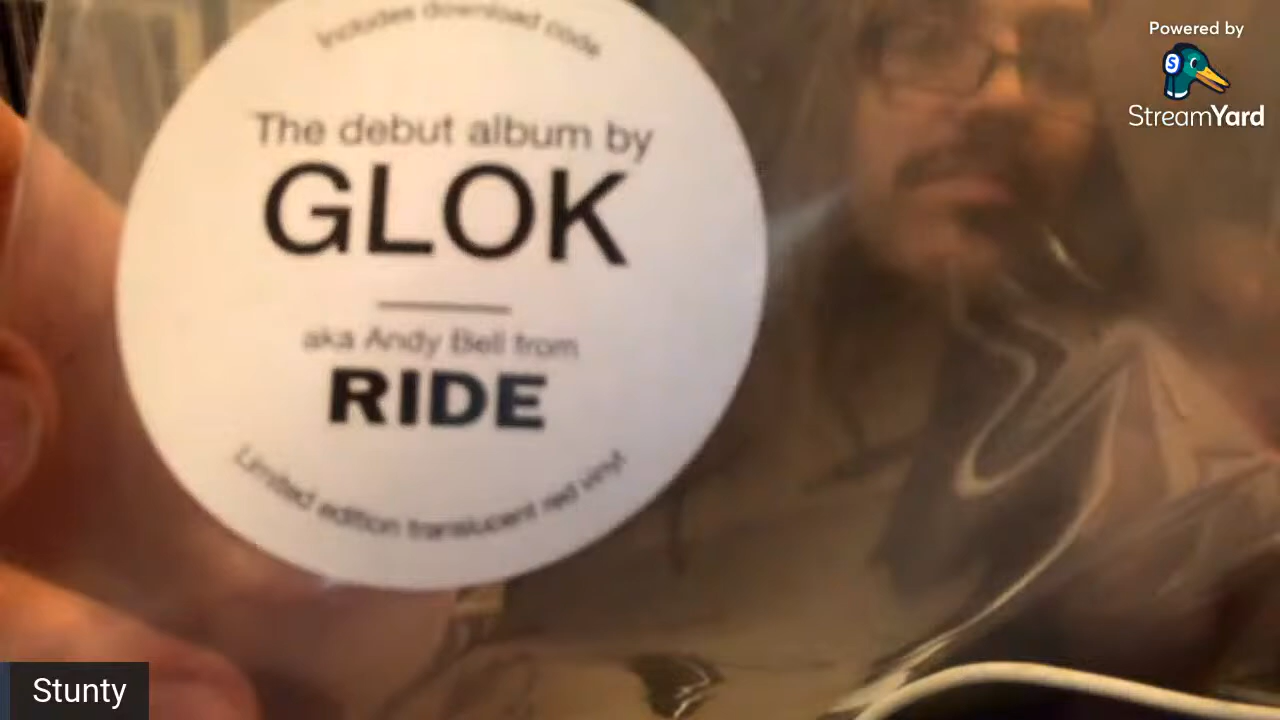 Includes download code
The debut album by
GLOK
aka Andy Bell from
RIDE
Limited edition translucent red vinyl
Powered by
S
StreamYard
Stunty